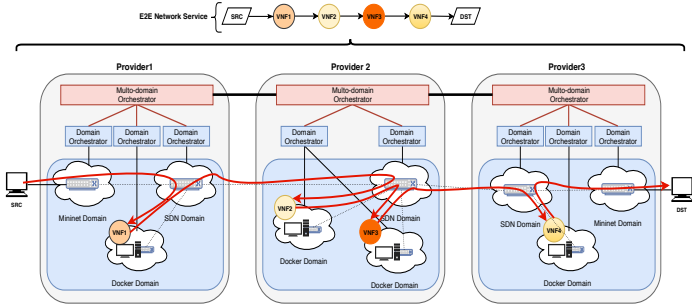 E2E Network Service
SRC
VNF1
VNF2
VNF3
VNF4
DST
Provider1
Provider 2
Provider3
Multo-domain
Orchestrator
Multo-domain
Orchestrator
Multo-domain
Orchestrator
Domain
Orchestrator
Domain
Orchestrator
Domain
Orchestrator
Domain
Orchestrator
Domain
Orchestrator
Domain
Orchestrator
Domain
Orchestrator
Domain
Orchestrator
SRC
Mininet Domain
SDN Domain
VNF1
Docker Domain
VNF2
SDN Domain
VNF3
Docker Domain
Docker Domain
SDN Domain
Mininet Domain
VNF4
Docker Domain
DST